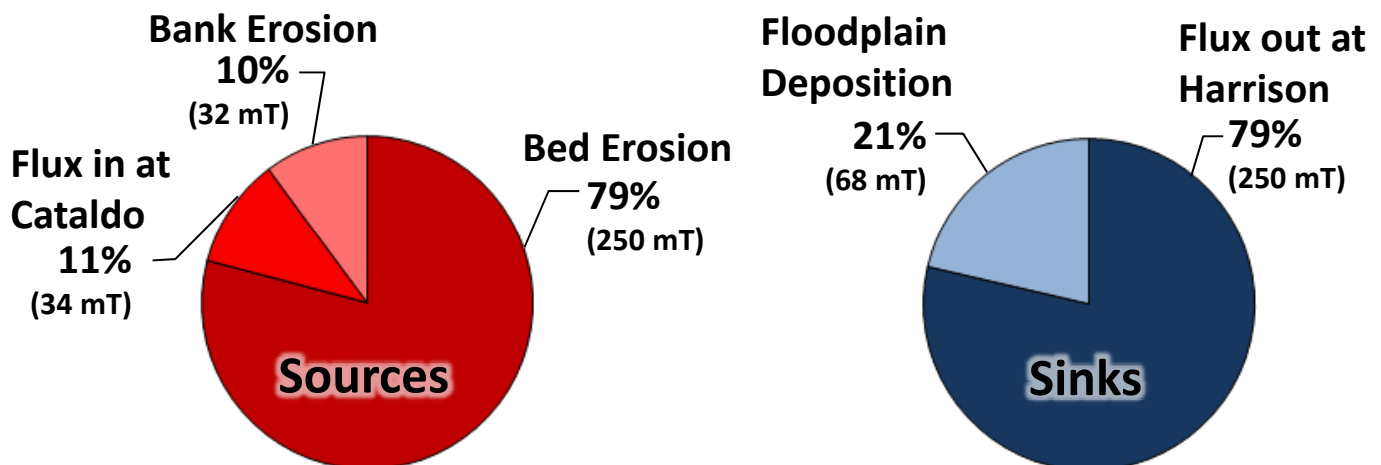 Bank Erosion
10%
(32 mT)
Flux in at
Cataldo
11%
(34 mT)
Bed Erosion
79%
(250 mT)
Sources
Floodplain
Deposition
21%
(68 mT)
Flux out at
Harrison
79%
(250 mT)
Sinks